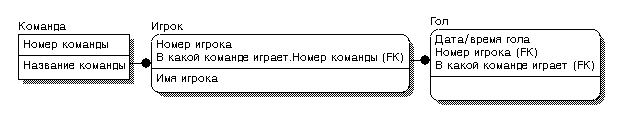 Команда
Номер команды
Название команды
Игрок
Номер игрока
В какой команде играет.Номер команды (FK)
Имя игрока
Гол
Дата/время гола
Номер игрока (FK)
В какой команде играет (FK)